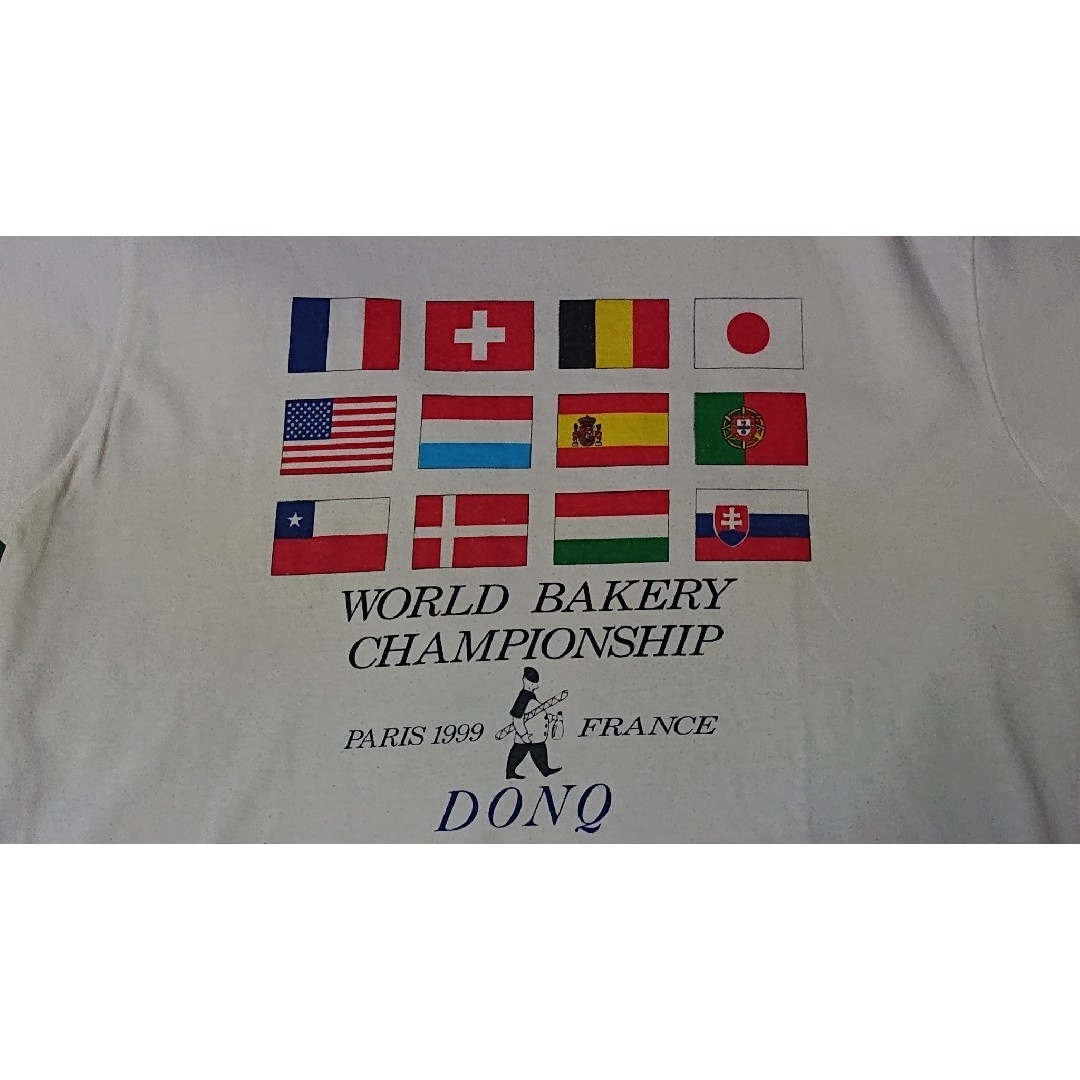 WORLD BAKERY
CHAMPIONSHIP
PARIS 1999 FRANCE
DONQ